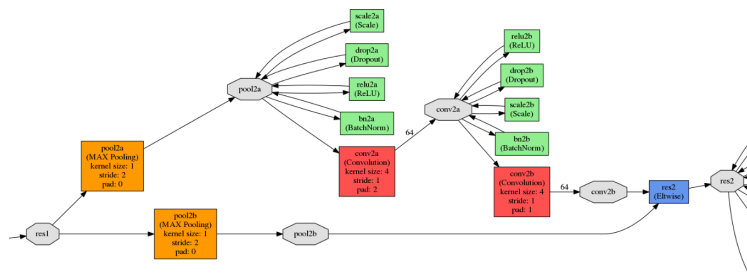 scale2a
(Scale)
drop2a
(Dropout)
relu2a
(ReLU)
bn2a
(BatchNorm)
pool2a
relu2b
(ReLU)
drop2b
(Dropout)
scale2b
(Scale)
bn2b
(BatchNorm)
conv2a
64
pool2a
(MAX Pooling)
kernel size: 1
stride: 2
pad: 0
conv2a
(Convolution)
kernel size: 4
stride: 1
pad: 2
conv2b
(Convolution)
kernel size: 4
stride: 1
pad: 1
64
conv2b
res2
(Eltwise)
res2
res1
pool2b
(MAX Pooling)
kernel size: 1
stride: 2
pad: 0
pool2b